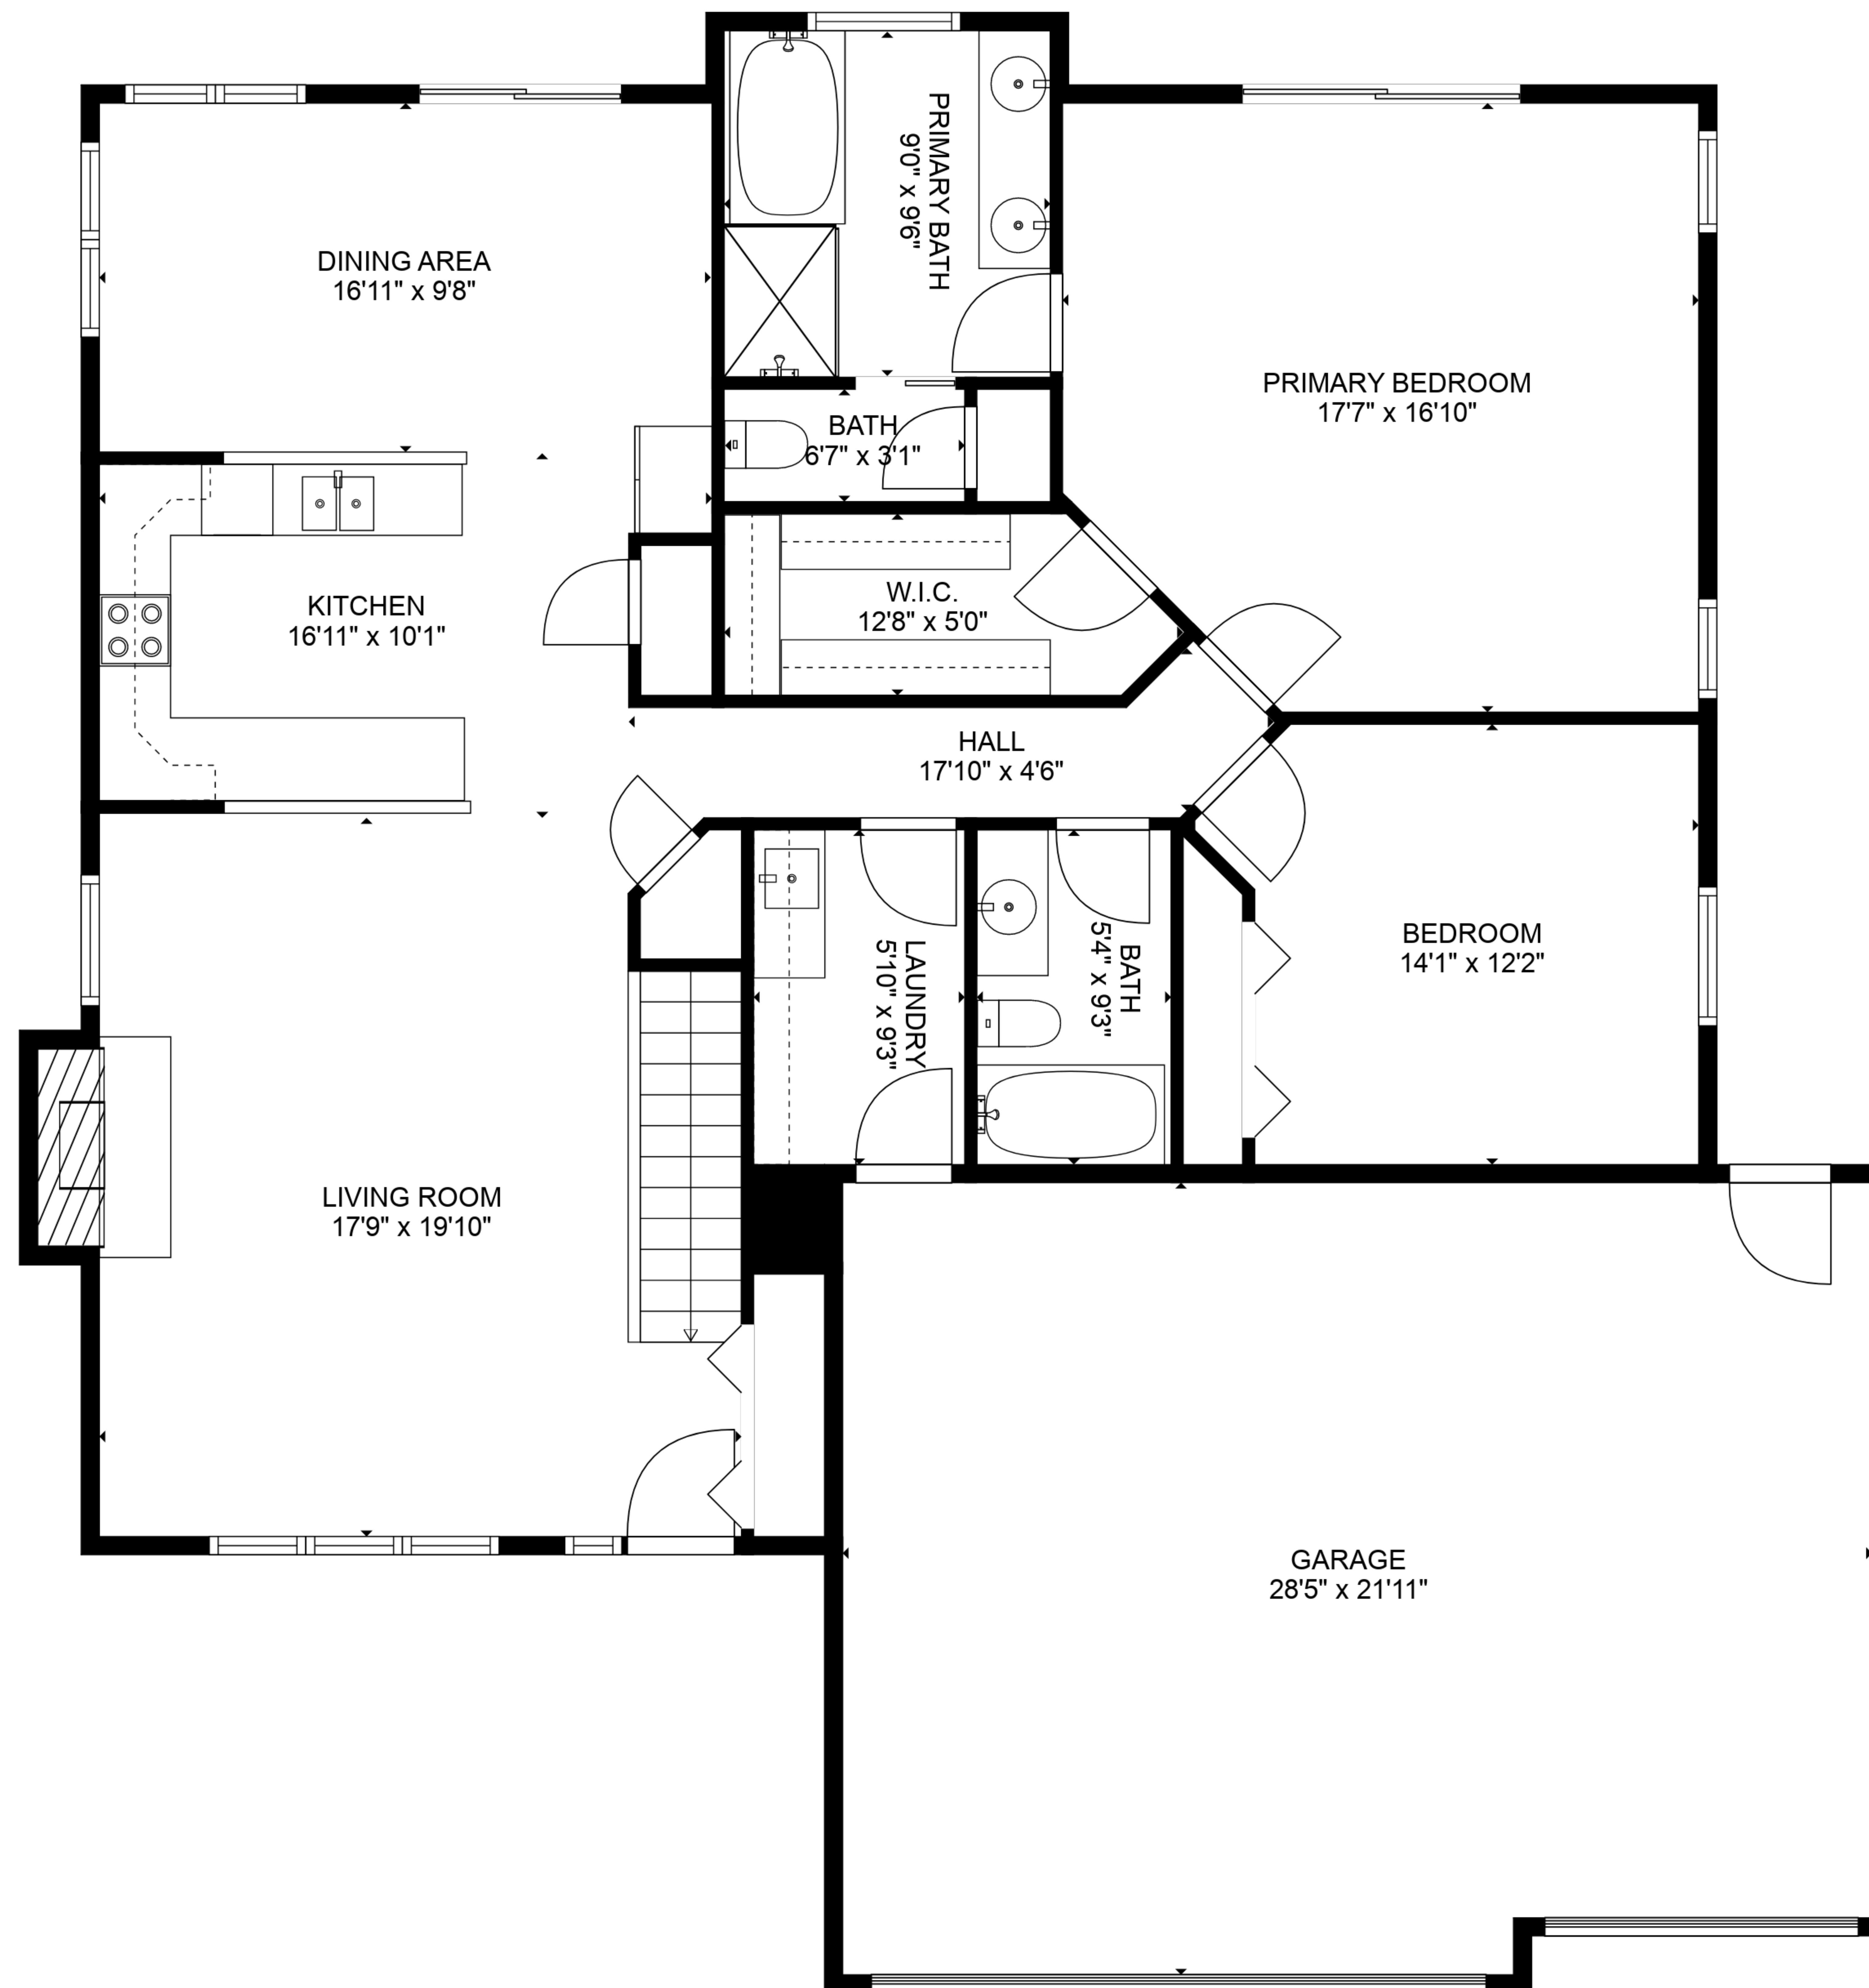 PRIMARY BATH
9'0" x 9'6"
DINING AREA
16'11" x 9'8"
PRIMARY BEDROOM
17'7" x 16'10"
BATH
6'7" x 3'1"
W.I.C.
12'8" x 5'0"
KITCHEN
16'11" x 10'1"
HALL
17'10" x 4'6"
LAUNDRY
5'10" x 9'3"
BATH
5'4" x 9'3"
BEDROOM
14'1" x 12'2"
LIVING ROOM
17'9" x 19'10"
GARAGE
28'5" x 21'11"